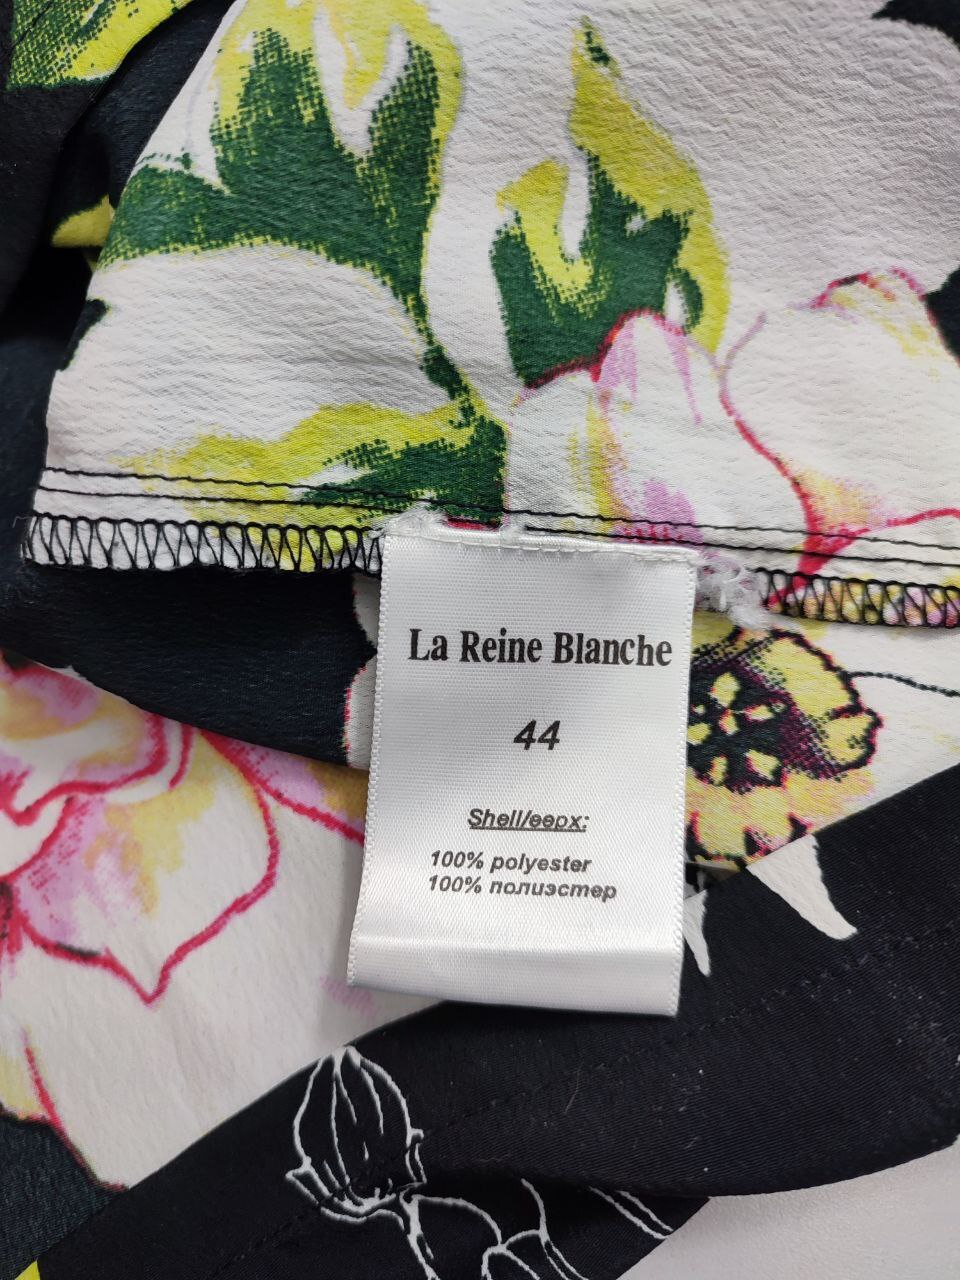 La Reine Blanche
44
Shell/верх:
100% polyester
100% полиэстер